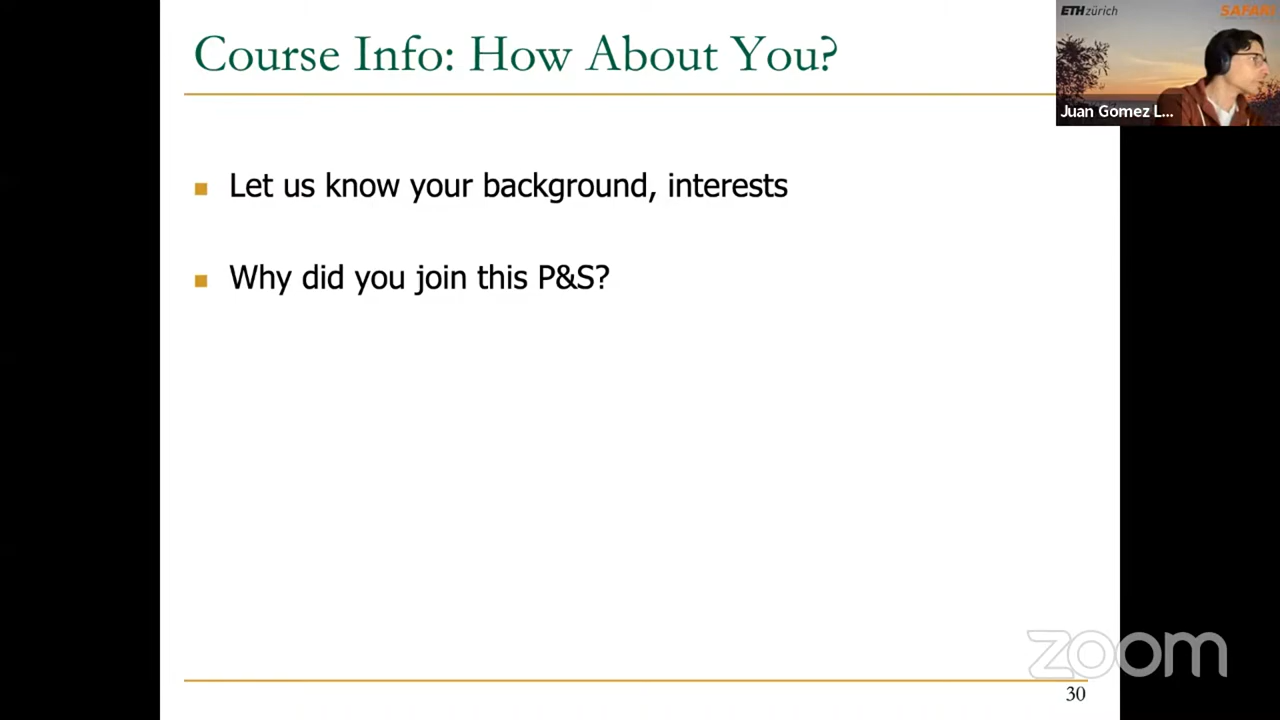 Course Info: How About You?
ETH zürich
SAFARI
Juan Gomez L...
Let us know your background, interests
Why did you join this P&S?
zoom
30